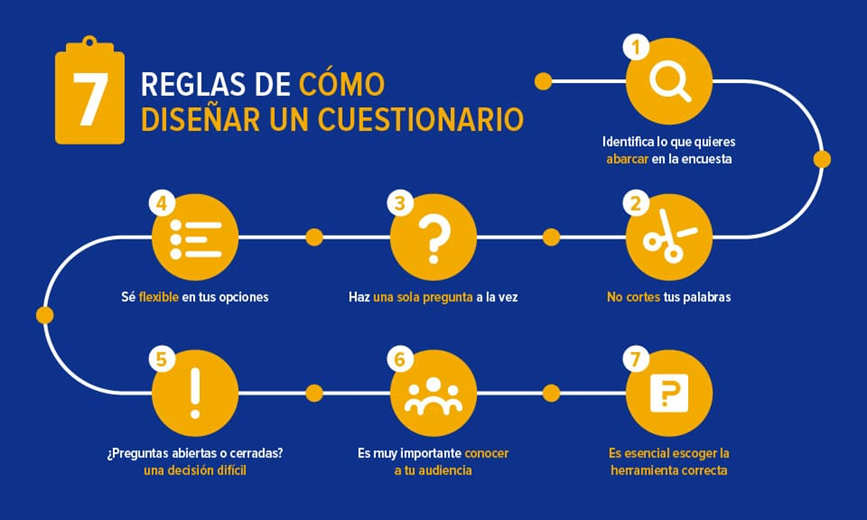 7
REGLAS DE CÓMO
DISEÑAR UN CUESTIONARIO
1
Identifica lo que quieres
abarcar en la encuesta
2
No cortes tus palabras
3
?
Haz una sola pregunta a la vez
4
Sé flexible en tus opciones
5
!
¿Preguntas abiertas o cerradas?
una decisión difícil
6
Es muy importante conocer
a tu audiencia
7
?
Es esencial escoger la
herramienta correcta